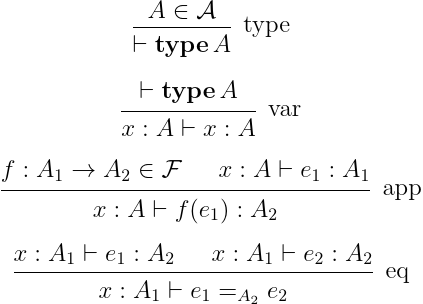 A ∈ 𝒜
⊢ type A type
⊢ type A
x : A ⊢ x : A var
f : A₁ → A₂ ∈ ℱ x : A ⊢ e₁ : A₁
x : A ⊢ f(e₁) : A₂ app
x : A₁ ⊢ e₁ : A₂ x : A₁ ⊢ e₂ : A₂
x : A₁ ⊢ e₁ =_{A₂} e₂ eq